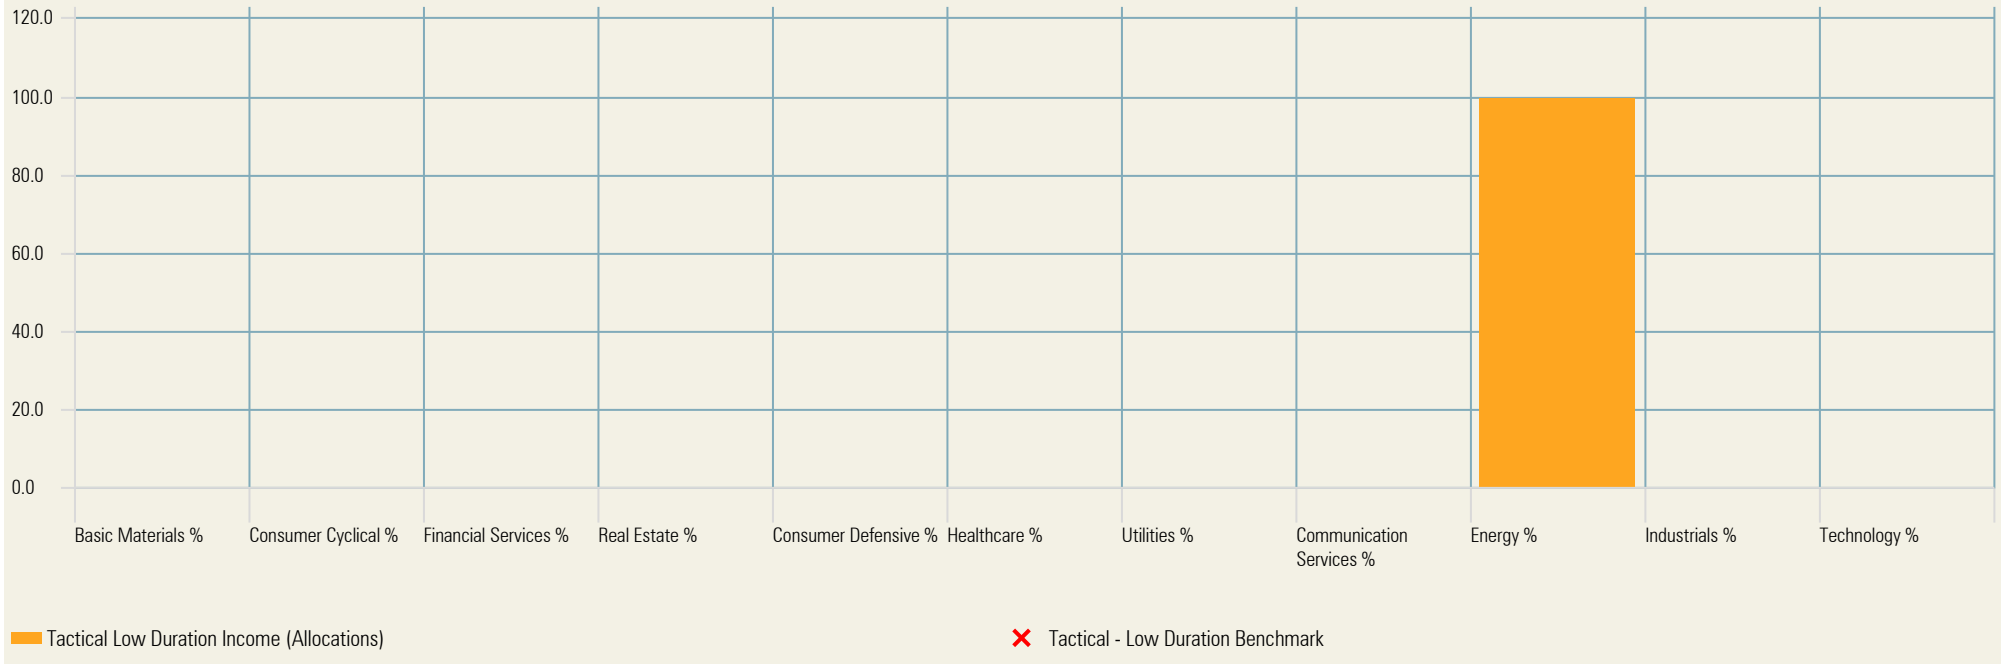 120.0
100.0
80.0
60.0
40.0
20.0
0.0
Basic Materials %
Consumer Cyclical %
Financial Services %
Real Estate %
Consumer Defensive %
Healthcare %
Utilities %
Communication
Services %
Energy %
Industrials %
Technology %
Tactical Low Duration Income (Allocations)
Tactical - Low Duration Benchmark